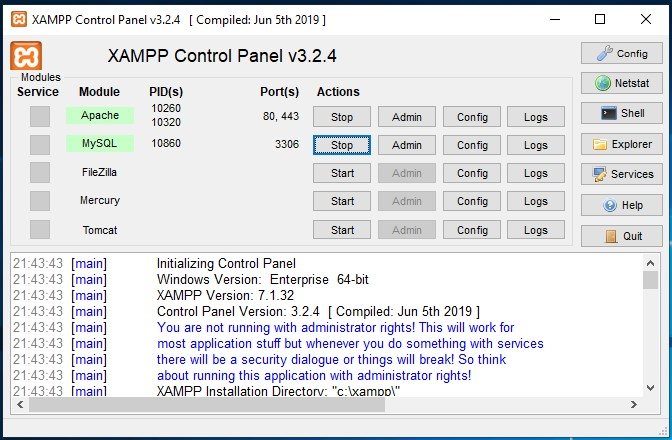 XAMPP Control Panel v3.2.4 [ Compiled: Jun 5th 2019 ]
XAMPP Control Panel v3.2.4
Config
Modules
Service Module PID(s) Port(s) Actions
Netstat
Apache 10260 10320 80, 443 Stop Admin Config Logs
Shell
MySQL 10860 3306 Stop Admin Config Logs
Explorer
FileZilla Start Admin Config Logs
Services
Mercury Start Admin Config Logs
Help
Tomcat Start Admin Config Logs
Quit
21:43:43 [main] Initializing Control Panel
21:43:43 [main] Windows Version: Enterprise 64-bit
21:43:43 [main] XAMPP Version: 7.1.32
21:43:43 [main] Control Panel Version: 3.2.4 [ Compiled: Jun 5th 2019 ]
21:43:43 [main] You are not running with administrator rights! This will work for
21:43:43 [main] most application stuff but whenever you do something with services
21:43:43 [main] there will be a security dialogue or things will break! So think
21:43:43 [main] about running this application with administrator rights!
21:43:43 [main] XAMPP Installation Directory: "c:\xampp\"